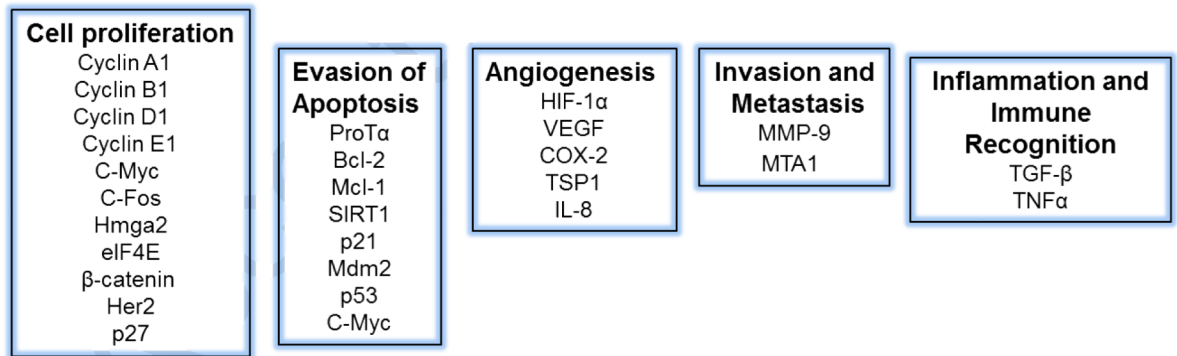 Cell proliferation
Cyclin A1
Cyclin B1
Cyclin D1
Cyclin E1
C-Myc
C-Fos
Hmga2
eIF4E
β-catenin
Her2
p27
Evasion of
Apoptosis
ProTα
Bcl-2
Mcl-1
SIRT1
p21
Mdm2
p53
C-Myc
Angiogenesis
HIF-1α
VEGF
COX-2
TSP1
IL-8
Invasion and
Metastasis
MMP-9
MTA1
Inflammation and
Immune
Recognition
TGF-β
TNFα